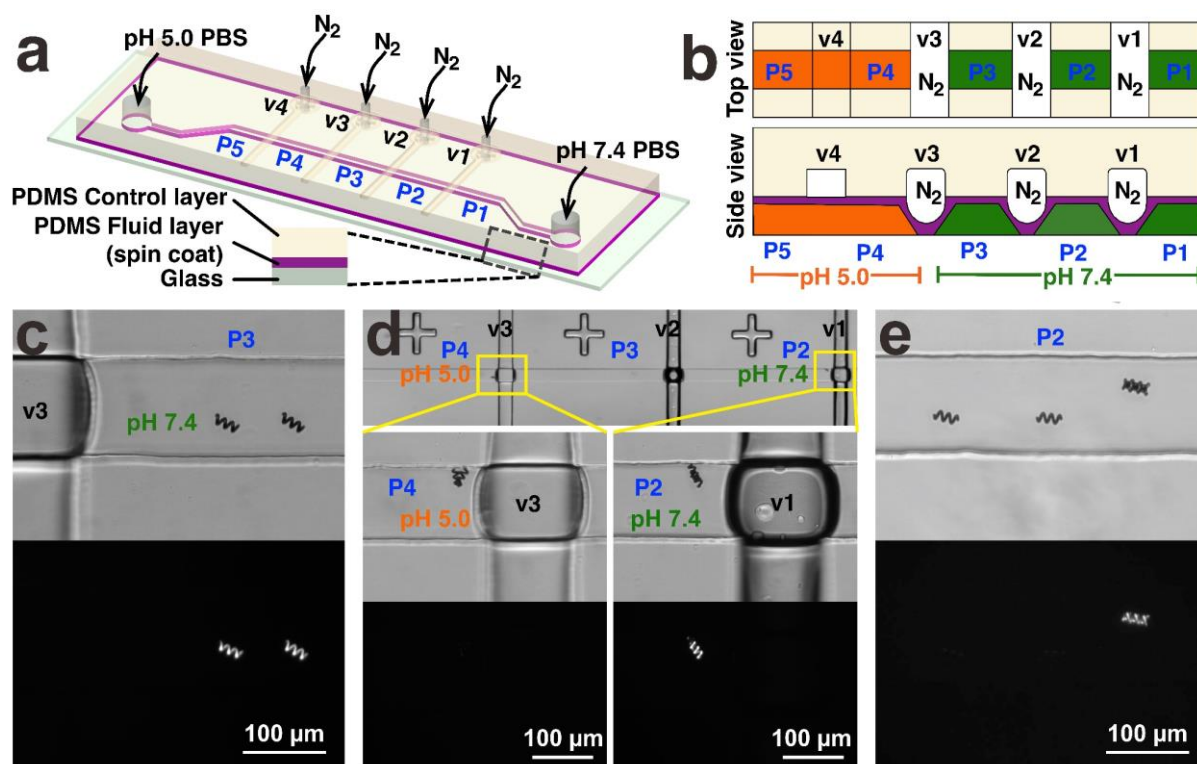 a
pH 5.0 PBS
N2
N2
N2
N2
v4
v3
v2
v1
pH 7.4 PBS
P5
P4
P3
P2
P1
PDMS Control layer
PDMS Fluid layer
(spin coat)
Glass
b
Top view
v4
v3
v2
v1
P5
P4
N2
P3
N2
P2
N2
P1
Side view
v4
v3
v2
v1
N2
N2
N2
P5
P4
P3
P2
P1
pH 5.0
pH 7.4
c
P3
v3
pH 7.4
100 µm
d
v3
v2
v1
P4
P3
P2
pH 5.0
pH 7.4
P4
v3
pH 5.0
P2
v1
pH 7.4
100 µm
100 µm
e
P2
100 µm